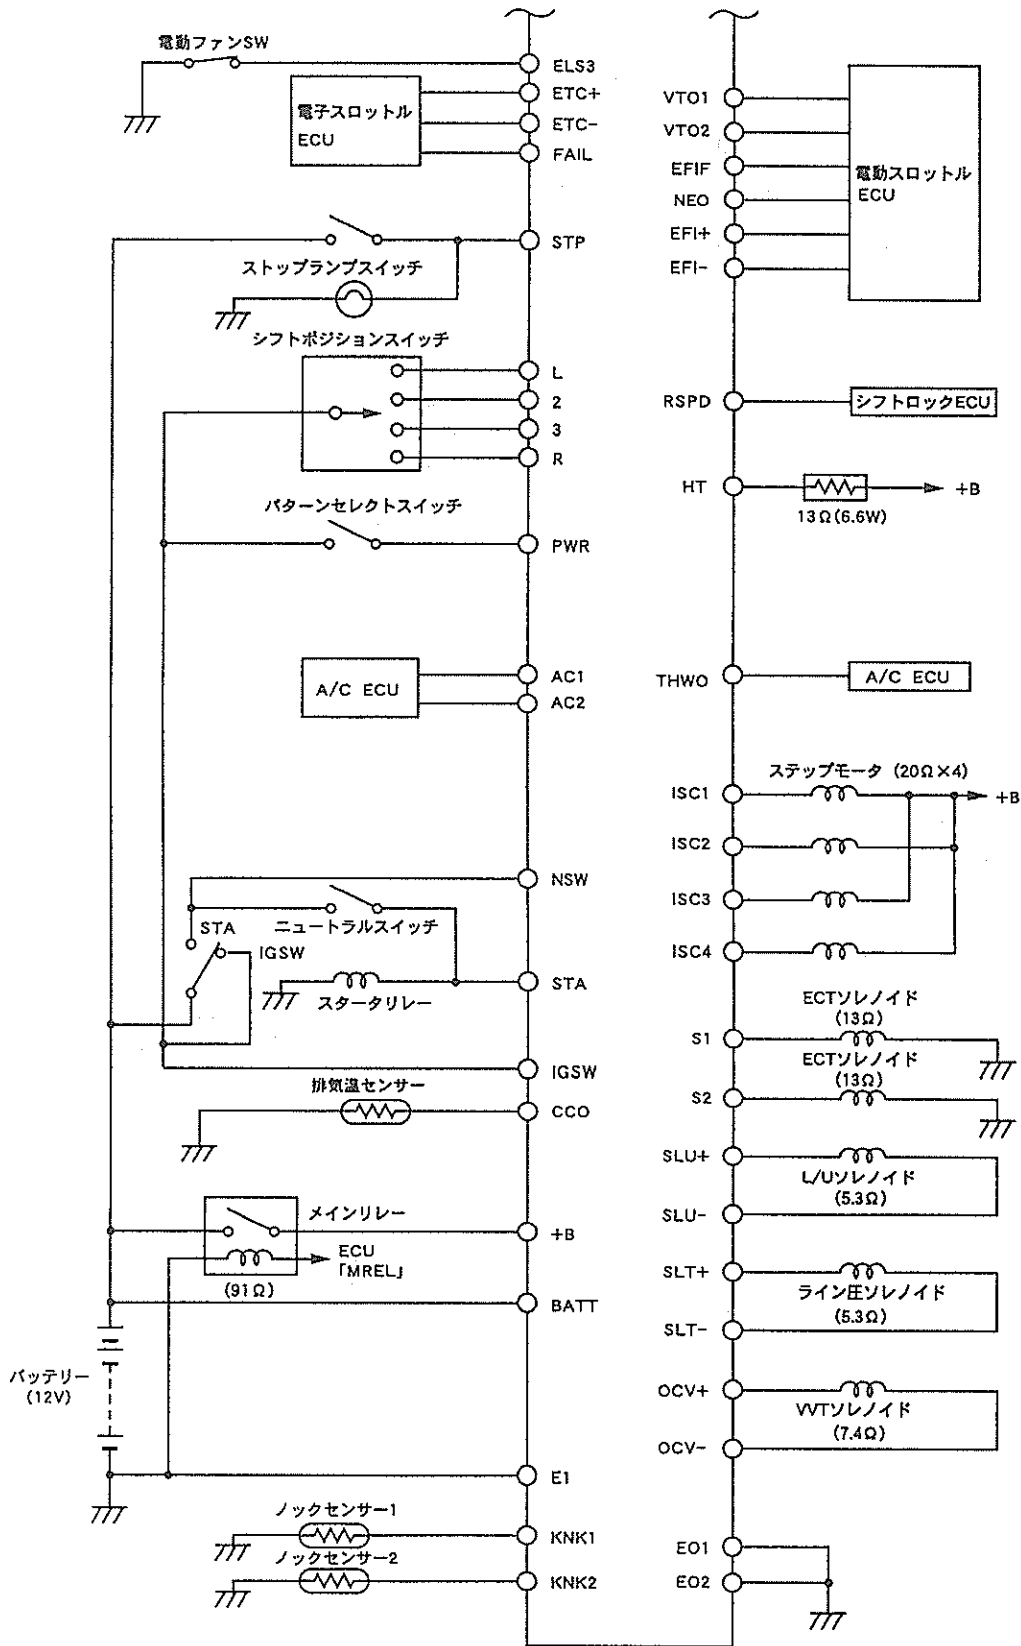 電動ファンSW
ELS3
電子スロットル
ECU
ETC+
ETC-
FAIL
STP
ストップランプスイッチ
シフトポジションスイッチ
L
2
3
R
パターンセレクトスイッチ
PWR
A/C ECU
AC1
AC2
NSW
STA
IGSW
ニュートラルスイッチ
スタータリレー
STA
IGSW
排気温センサー
CCO
メインリレー
+B
ECU
「MREL」
(91Ω)
BATT
バッテリー
(12V)
E1
ノックセンサー1
KNK1
ノックセンサー2
KNK2
VTO1
VTO2
EFIF
NEO
EFI+
EFI-
電動スロットル
ECU
RSPD
シフトロックECU
HT
+B
13Ω(6.6W)
THWO
A/C ECU
ステップモータ (20Ω×4)
ISC1
+B
ISC2
ISC3
ISC4
ECTソレノイド
(13Ω)
S1
ECTソレノイド
(13Ω)
S2
SLU+
L/Uソレノイド
(5.3Ω)
SLU-
SLT+
ライン圧ソレノイド
(5.3Ω)
SLT-
OCV+
VVTソレノイド
(7.4Ω)
OCV-
EO1
EO2